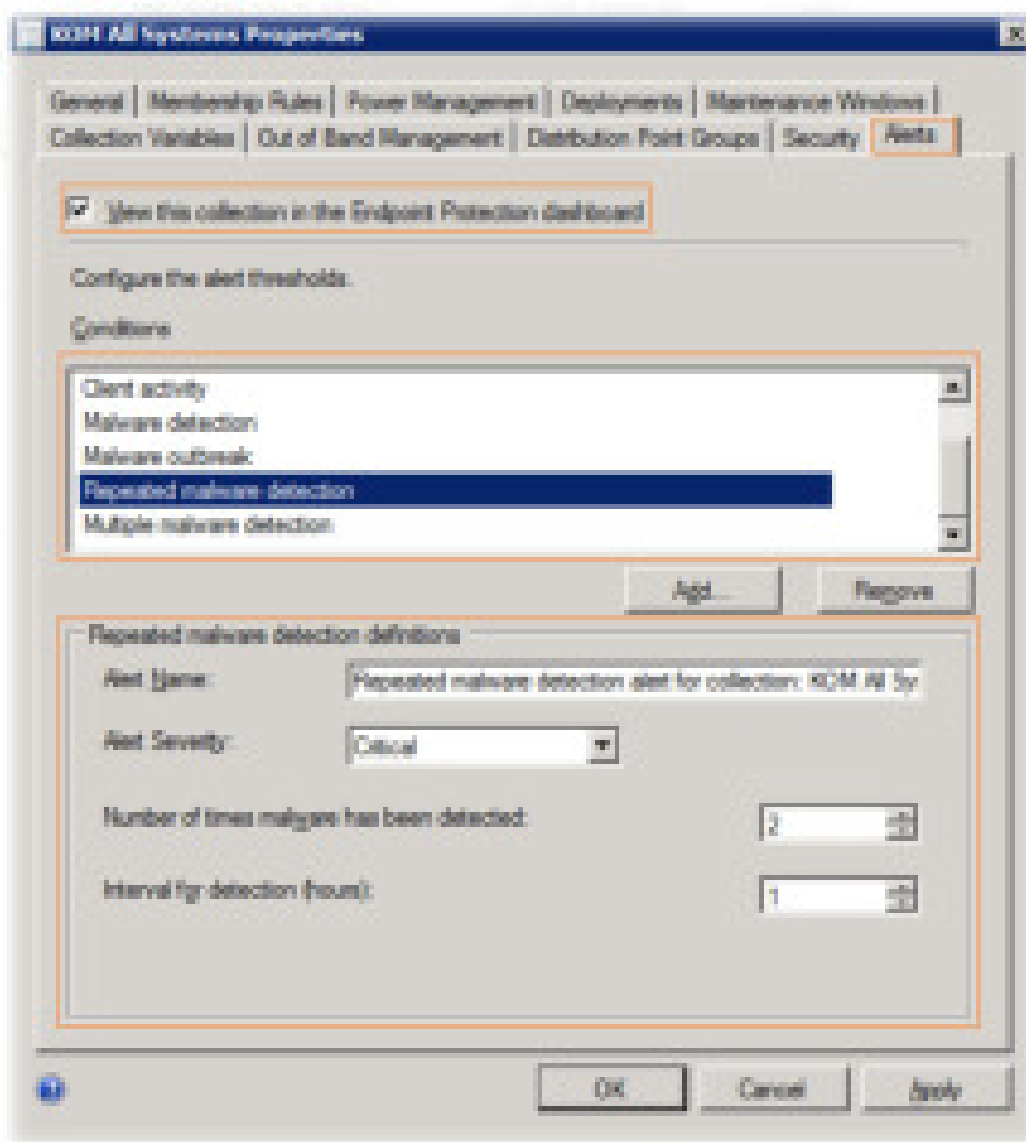 KOM All Systems Properties
General Membership Rules Power Management Deployments Maintenance Windows
Collection Variables Out of Band Management Distribution Point Groups Security Alerts
View this collection in the Endpoint Protection dashboard
Configure the alert thresholds.
Conditions
Client activity
Malware detection
Malware outbreak
Repeated malware detection
Multiple malware detection
Add... Remove
Repeated malware detection definitions
Alert Name: Repeated malware detection alert for collection: KOM All Sy
Alert Severity: Critical
Number of times malware has been detected: 2
Interval for detection (hours): 1
OK Cancel Apply